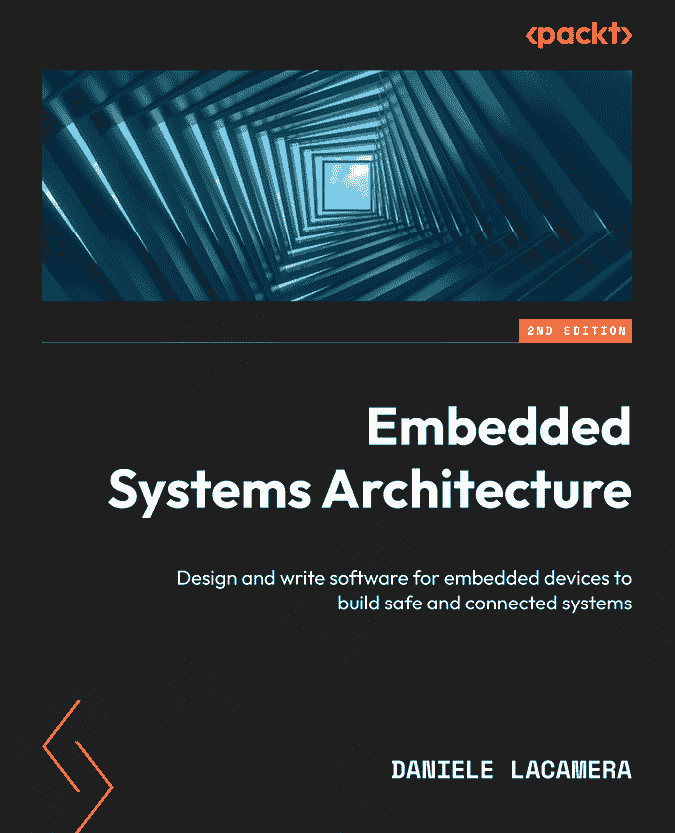 <packt>
2ND EDITION
Embedded
Systems Architecture
Design and write software for embedded devices to
build safe and connected systems
DANIELE LACAMERA